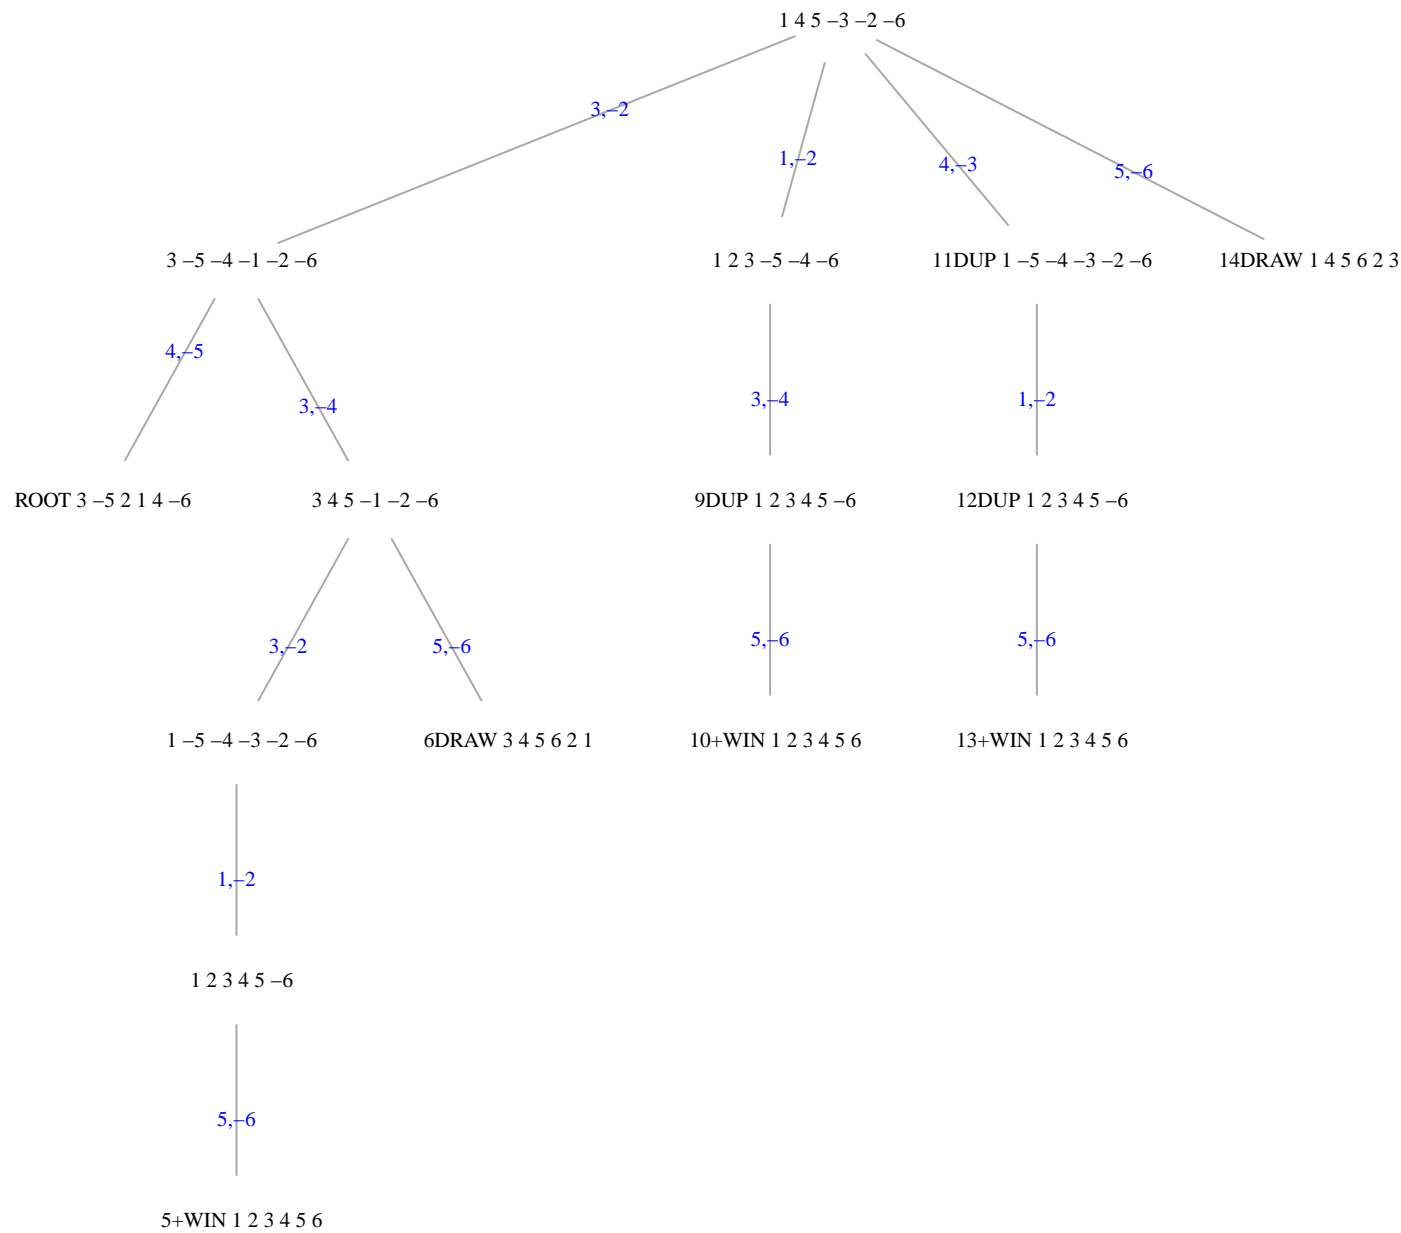 1 4 5 –3 –2 –6
3,–2
1,–2
4,–3
5,–6
3 –5 –4 –1 –2 –6
1 2 3 –5 –4 –6
11DUP 1 –5 –4 –3 –2 –6
14DRAW 1 4 5 6 2 3
4,–5
3,–4
3,–4
1,–2
ROOT 3 –5 2 1 4 –6
3 4 5 –1 –2 –6
9DUP 1 2 3 4 5 –6
12DUP 1 2 3 4 5 –6
3,–2
5,–6
5,–6
5,–6
1 –5 –4 –3 –2 –6
6DRAW 3 4 5 6 2 1
10+WIN 1 2 3 4 5 6
13+WIN 1 2 3 4 5 6
1,–2
1 2 3 4 5 –6
5,–6
5+WIN 1 2 3 4 5 6